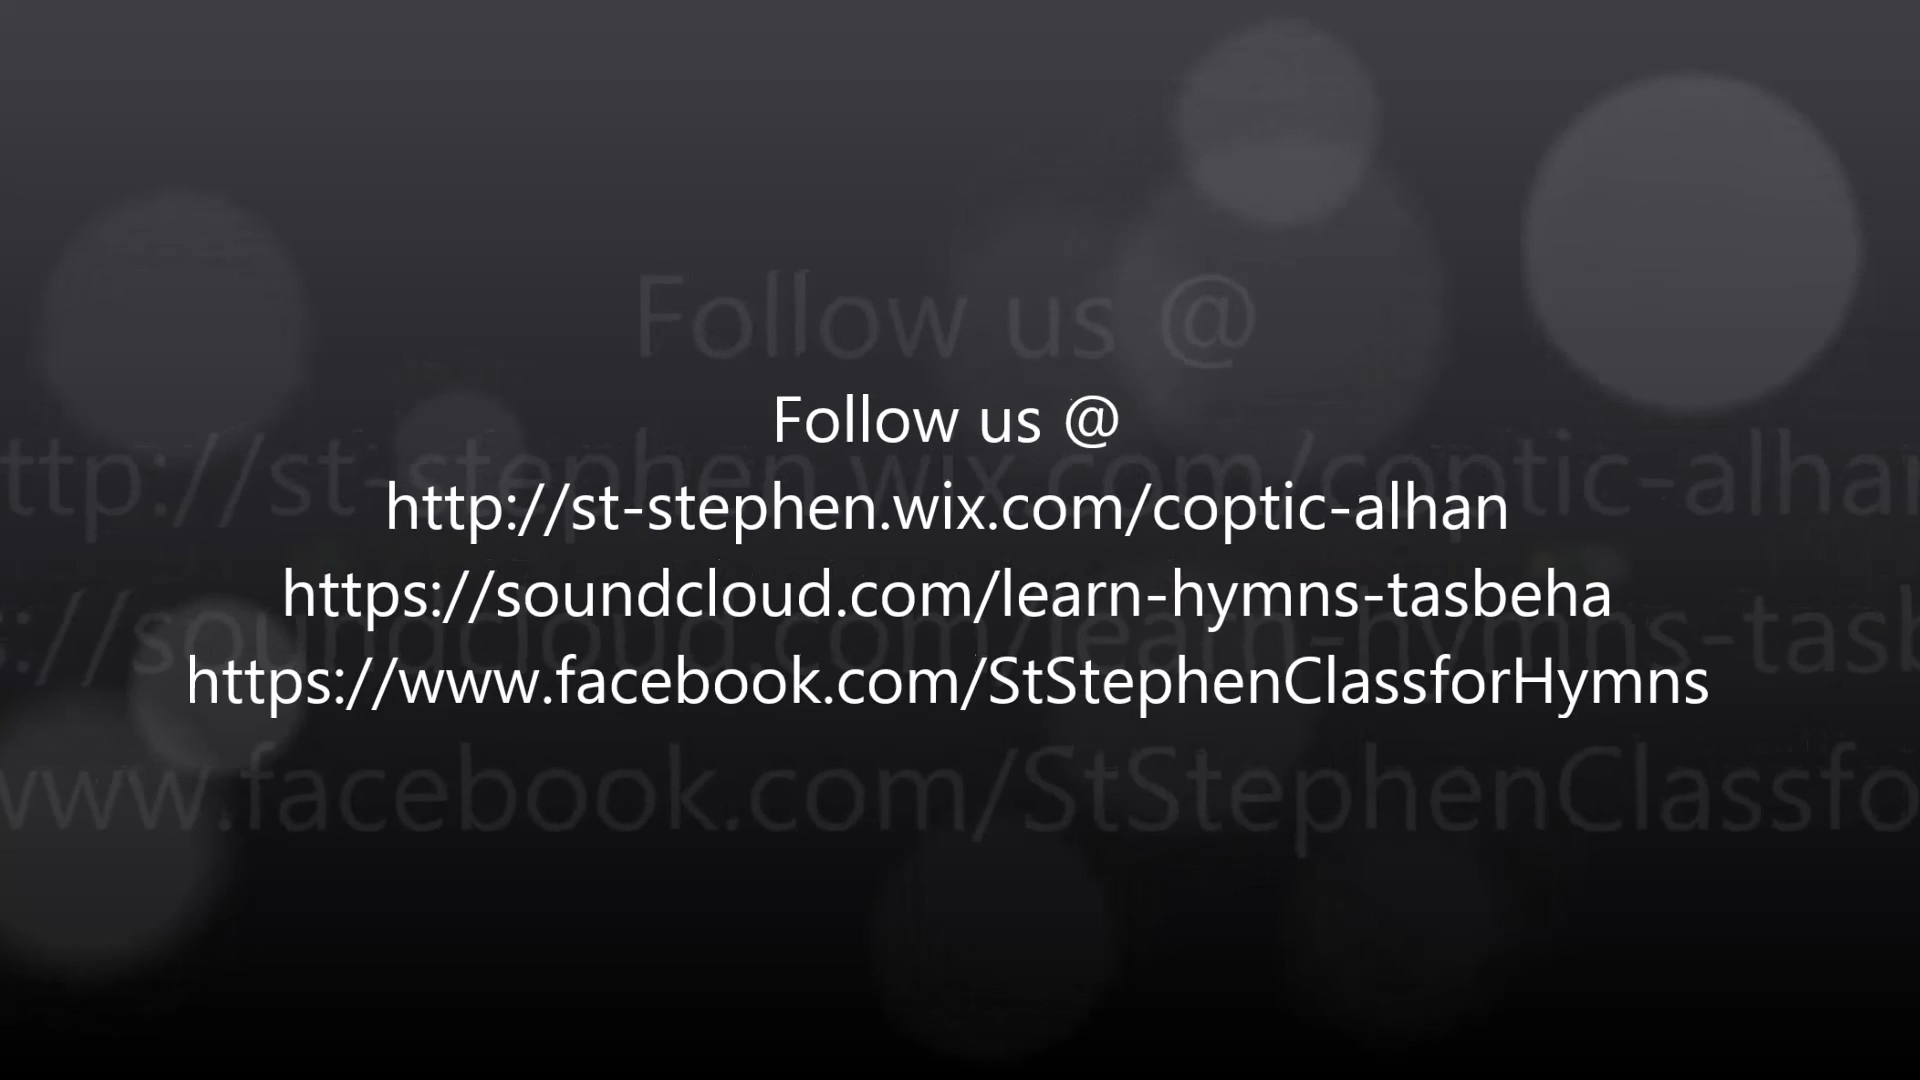 Follow us @
http://st-stephen.wix.com/coptic-alhan
https://soundcloud.com/learn-hymns-tasbeha
https://www.facebook.com/StStephenClassforHymns